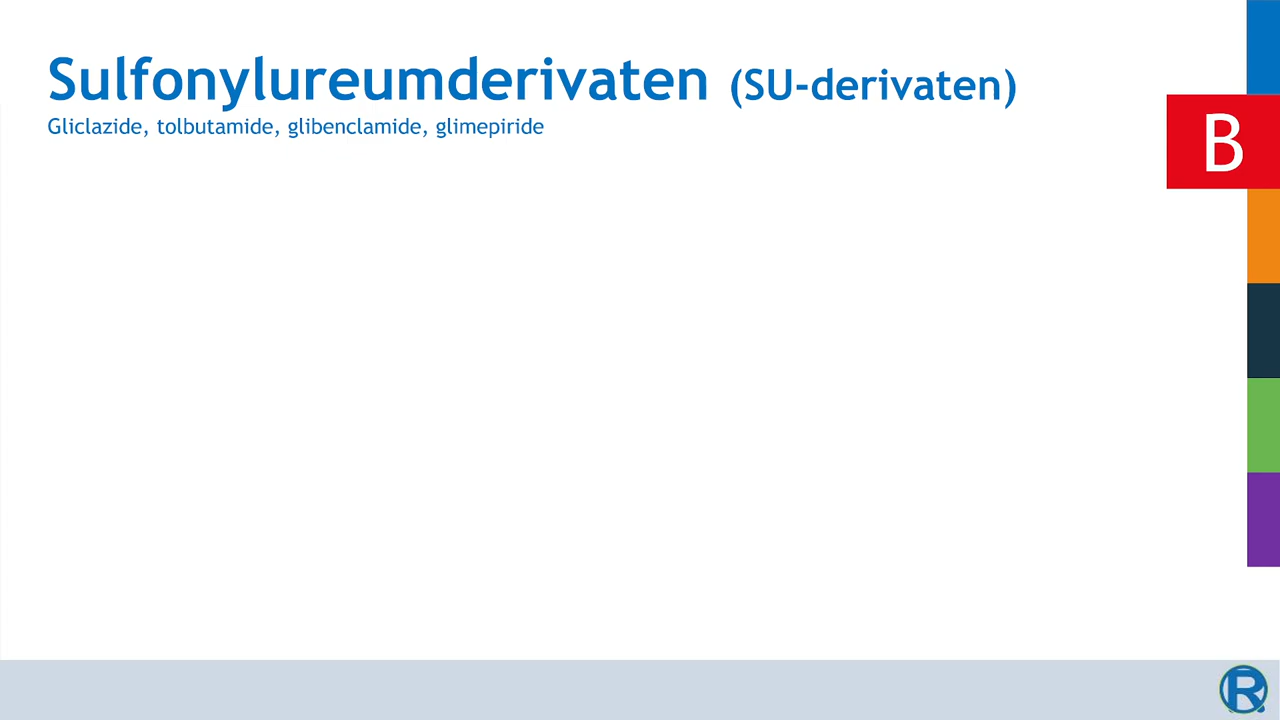 Sulfonylureumderivaten (SU-derivaten)
Gliclazide, tolbutamide, glibenclamide, glimepiride
B
R